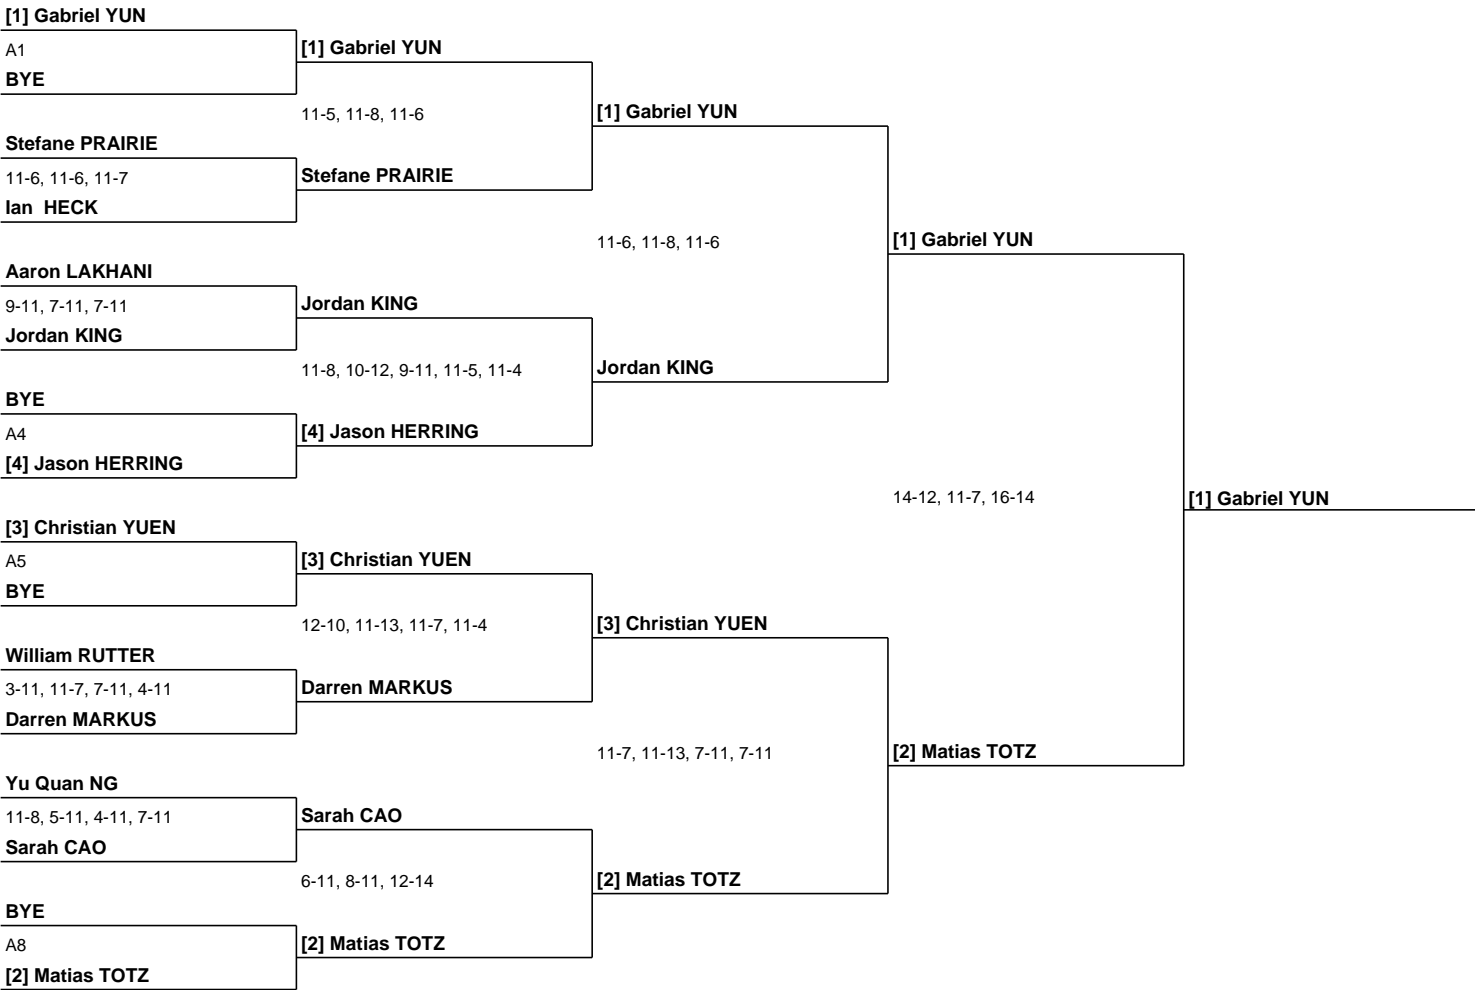 [1] Gabriel YUN
A1
BYE
Stefane PRAIRIE
11-6, 11-6, 11-7
Ian  HECK
Aaron LAKHANI
9-11, 7-11, 7-11
Jordan KING
BYE
A4
[4] Jason HERRING
[3] Christian YUEN
A5
BYE
William RUTTER
3-11, 11-7, 7-11, 4-11
Darren MARKUS
Yu Quan NG
11-8, 5-11, 4-11, 7-11
Sarah CAO
BYE
A8
[2] Matias TOTZ
[1] Gabriel YUN
11-5, 11-8, 11-6
Stefane PRAIRIE
Jordan KING
11-8, 10-12, 9-11, 11-5, 11-4
[4] Jason HERRING
[3] Christian YUEN
12-10, 11-13, 11-7, 11-4
Darren MARKUS
Sarah CAO
6-11, 8-11, 12-14
[2] Matias TOTZ
[1] Gabriel YUN
11-6, 11-8, 11-6
Jordan KING
[3] Christian YUEN
11-7, 11-13, 7-11, 7-11
[2] Matias TOTZ
[1] Gabriel YUN
14-12, 11-7, 16-14
[2] Matias TOTZ
[1] Gabriel YUN